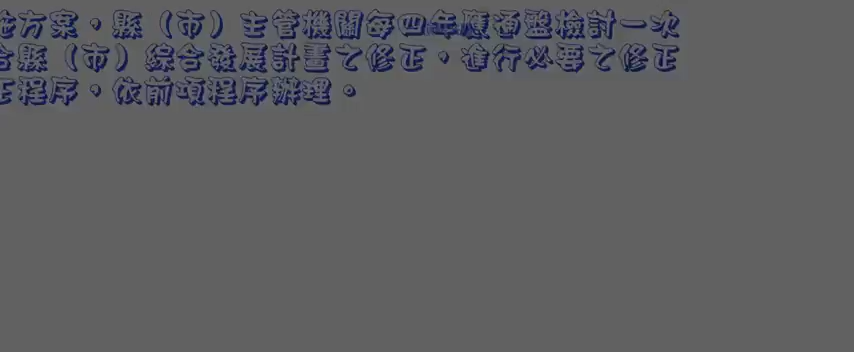 施方案，縣（市）主管機關每四年應通盤檢討一次
合縣（市）綜合發展計畫之修正，進行必要之修正
正程序，依前項程序辦理。